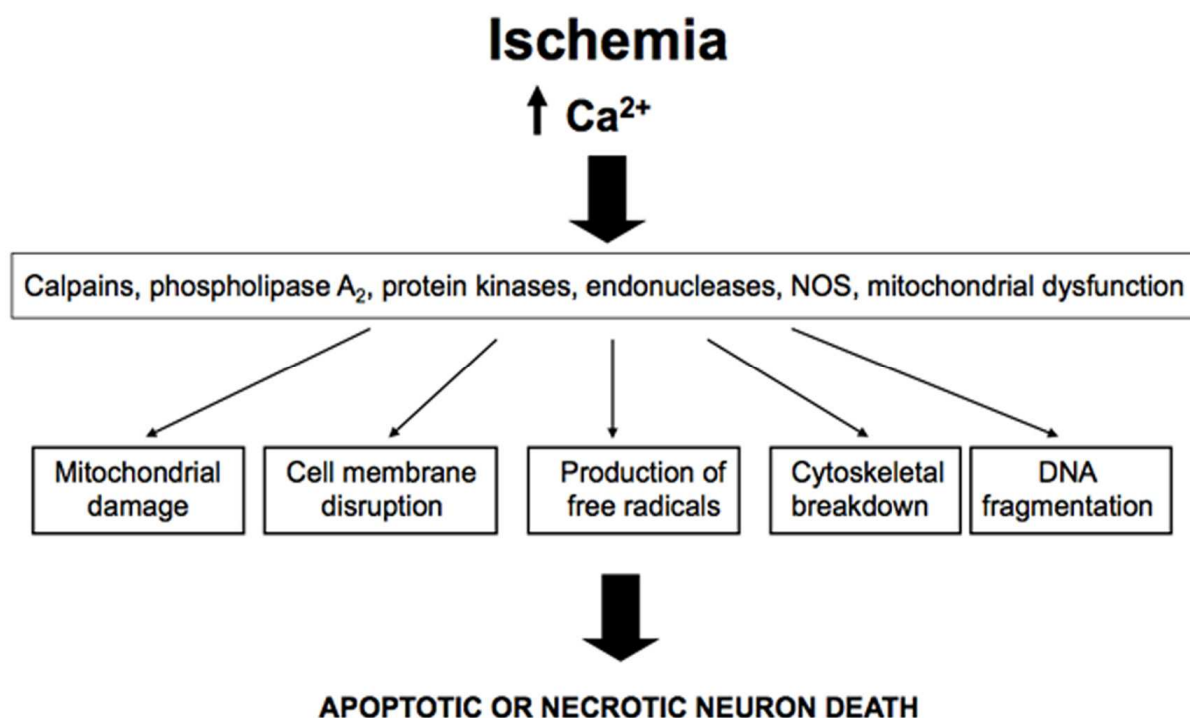 Ischemia
↑ Ca²⁺
Calpains, phospholipase A₂, protein kinases, endonucleases, NOS, mitochondrial dysfunction
Mitochondrial
damage
Cell membrane
disruption
Production of
free radicals
Cytoskeletal
breakdown
DNA
fragmentation
APOPTOTIC OR NECROTIC NEURON DEATH